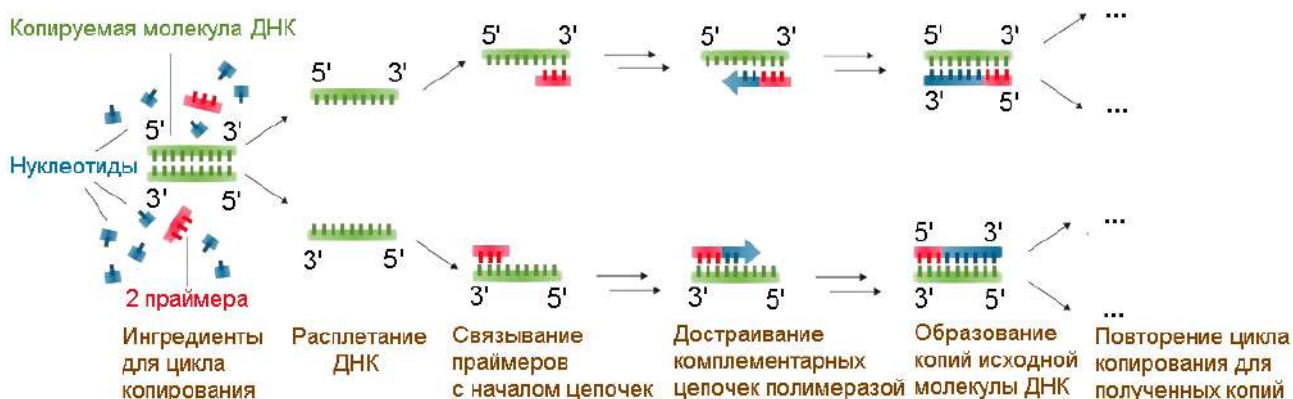 Копируемая молекула ДНК
Нуклеотиды
2 праймера
5'
3'
3'
5'
5'
3'
3'
5'
5'
3'
3'
5'
5'
3'
3'
5'
5'
3'
3'
5'
5'
3'
3'
5'
...
...
...
...
Ингредиенты
для цикла
копирования
Расплетание
ДНК
Связывание
праймеров
с началом цепочек
Достраивание
комплементарных
цепочек полимеразой
Образование
копий исходной
молекулы ДНК
Повторение цикла
копирования для
полученных копий